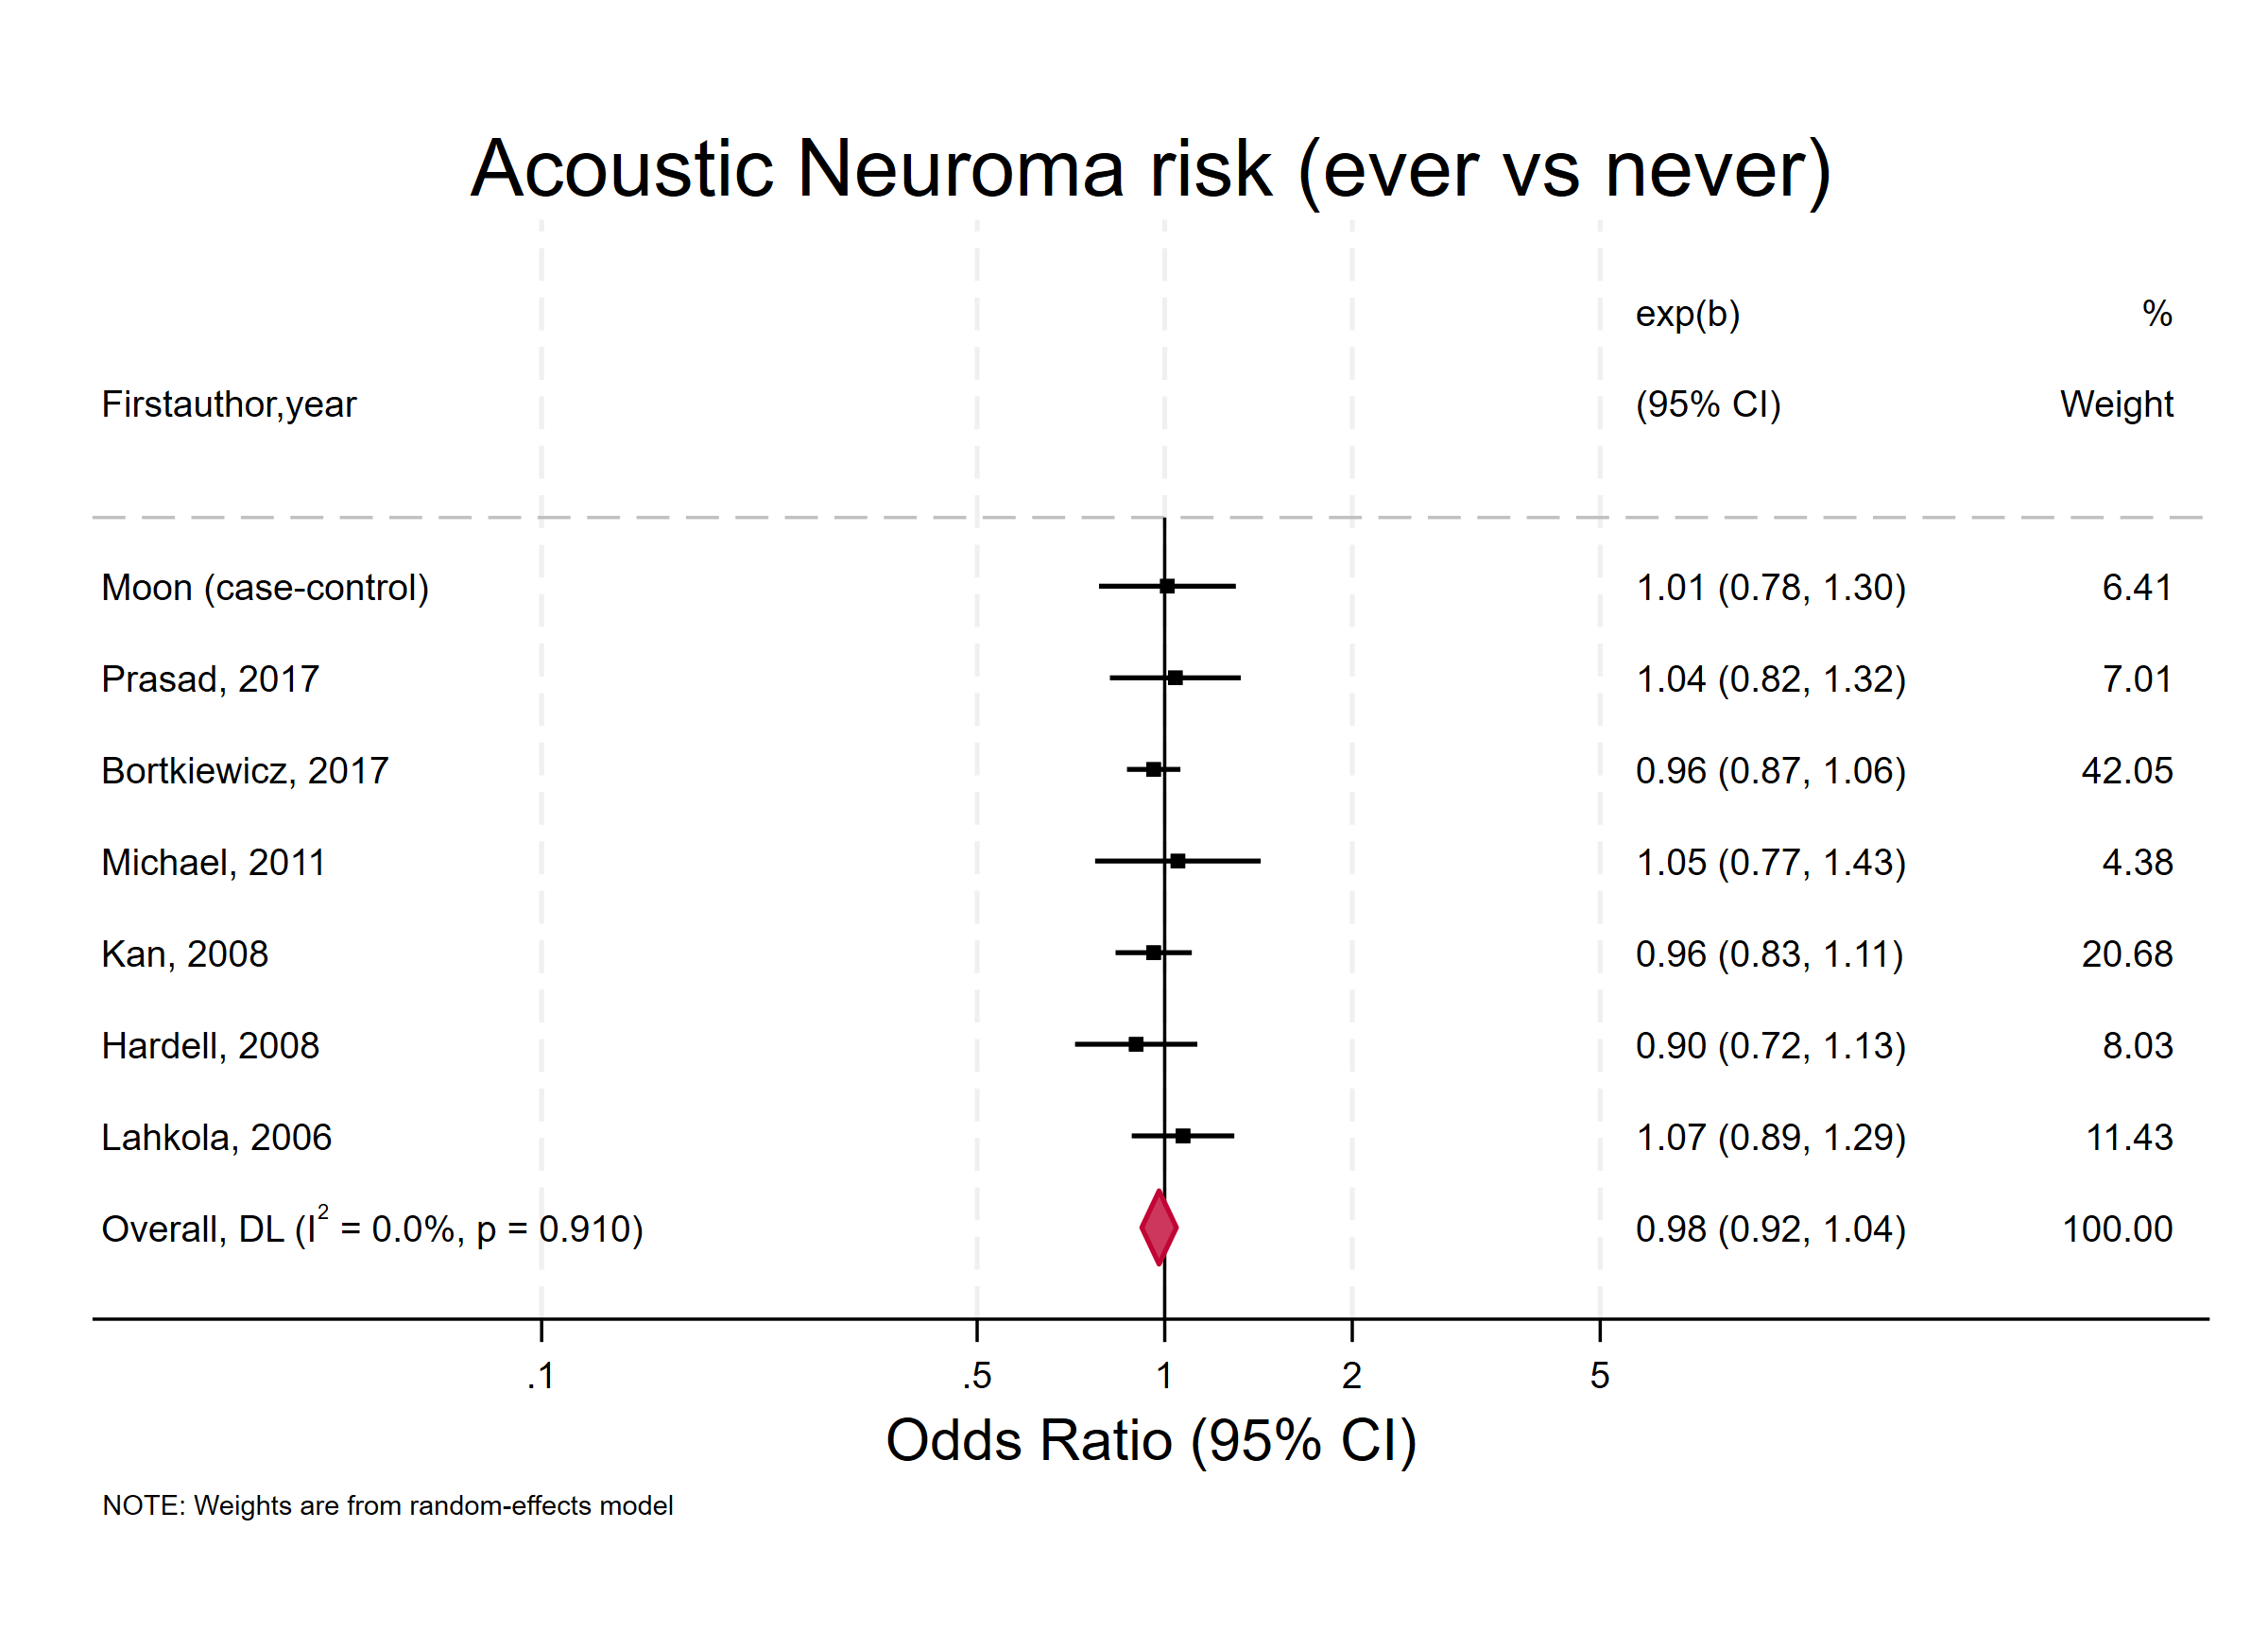 Acoustic Neuroma risk (ever vs never)
exp(b) %
Firstauthor,year (95% CI) Weight
Moon (case-control) 1.01 (0.78, 1.30) 6.41
Prasad, 2017 1.04 (0.82, 1.32) 7.01
Bortkiewicz, 2017 0.96 (0.87, 1.06) 42.05
Michael, 2011 1.05 (0.77, 1.43) 4.38
Kan, 2008 0.96 (0.83, 1.11) 20.68
Hardell, 2008 0.90 (0.72, 1.13) 8.03
Lahkola, 2006 1.07 (0.89, 1.29) 11.43
Overall, DL (I² = 0.0%, p = 0.910) 0.98 (0.92, 1.04) 100.00
.1 .5 1 2 5
Odds Ratio (95% CI)
NOTE: Weights are from random-effects model